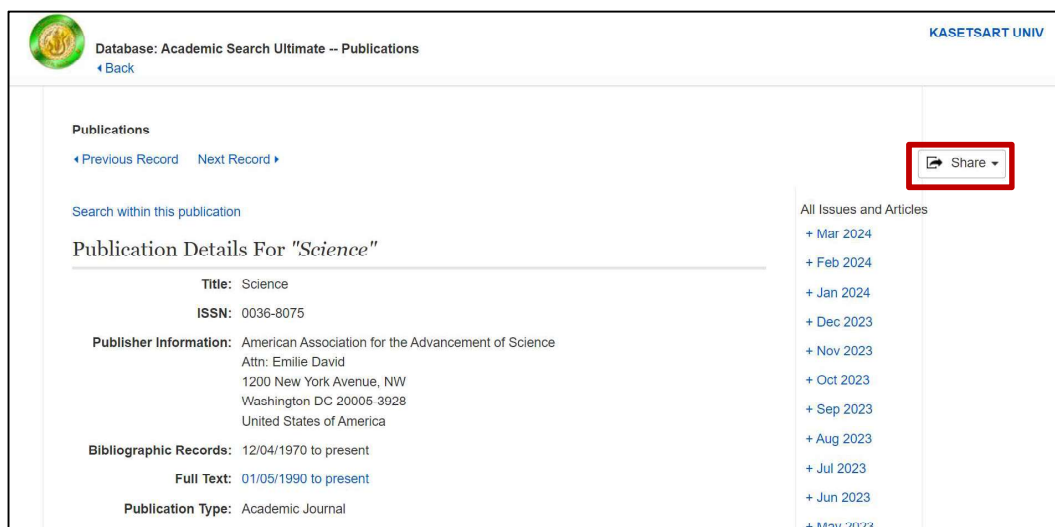 KASETSART UNIV
Database: Academic Search Ultimate -- Publications
Back
Publications
Previous Record Next Record
Share
Search within this publication
Publication Details For "Science"
Title: Science
ISSN: 0036-8075
Publisher Information: American Association for the Advancement of Science
Attn: Emilie David
1200 New York Avenue, NW
Washington DC 20005-3928
United States of America
Bibliographic Records: 12/04/1970 to present
Full Text: 01/05/1990 to present
Publication Type: Academic Journal
All Issues and Articles
+ Mar 2024
+ Feb 2024
+ Jan 2024
+ Dec 2023
+ Nov 2023
+ Oct 2023
+ Sep 2023
+ Aug 2023
+ Jul 2023
+ Jun 2023
+ May 2023